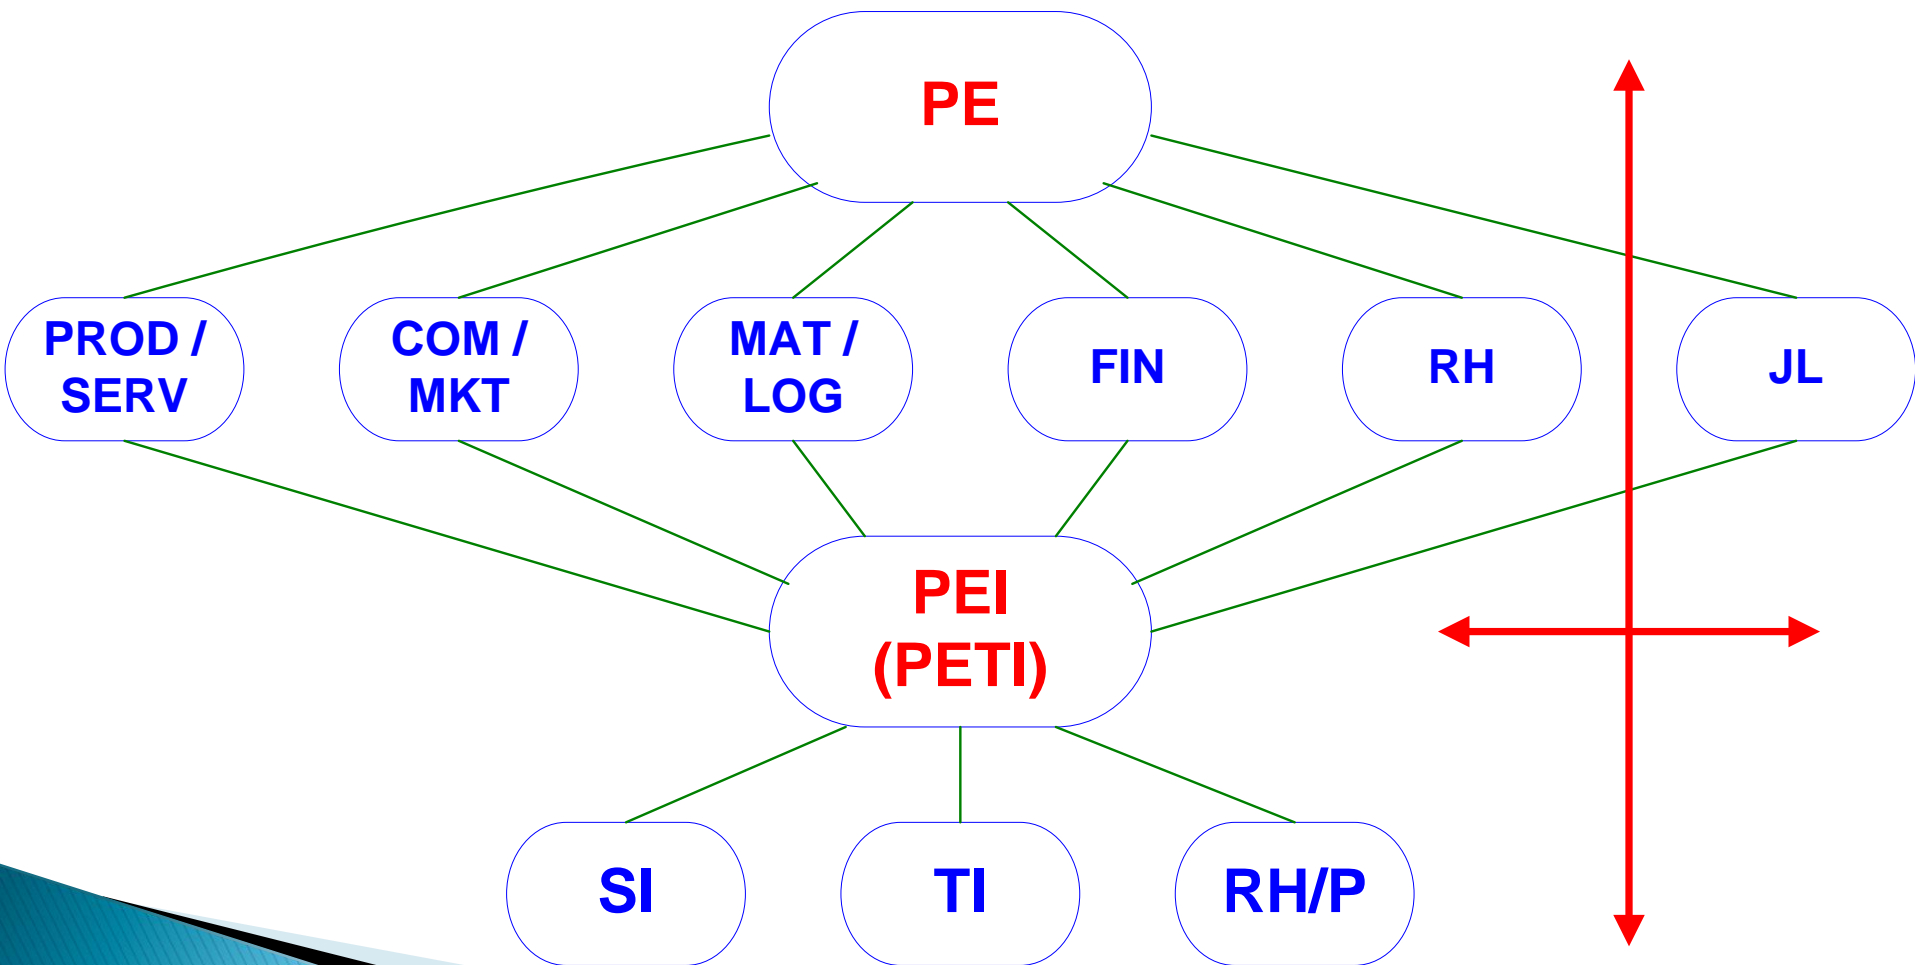 PE
PROD /
SERV
COM /
MKT
MAT /
LOG
FIN
RH
JL
PEI
(PETI)
SI
TI
RH/P